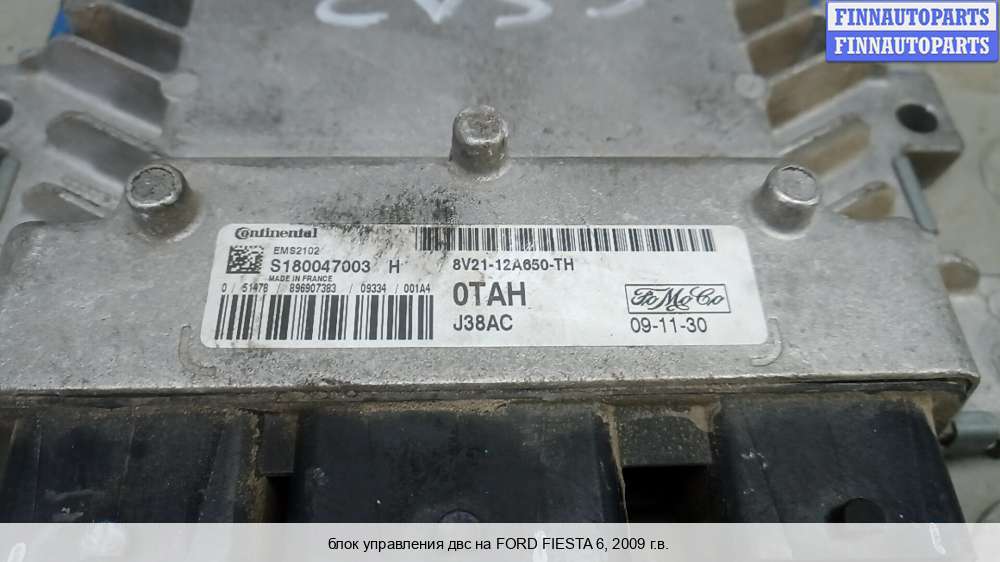 CV55
FINNAUTOPARTS
FINNAUTOPARTS
Continental
EMS2102
S180047003 H
MADE IN FRANCE
0 / 51478 / 896907383 / 09334 / 001A4
8V21-12A650-TH
0TAH
J38AC
FoMoCo
09-11-30
блок управления двс на FORD FIESTA 6, 2009 г.в.